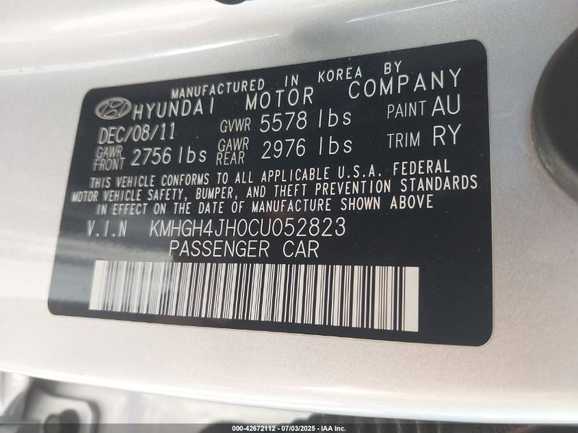 MANUFACTURED IN KOREA BY
HYUNDAI MOTOR COMPANY
DEC/08/11 GVWR 5578 lbs PAINT AU
GAWR FRONT 2756 lbs GAWR REAR 2976 lbs TRIM RY
THIS VEHICLE CONFORMS TO ALL APPLICABLE U.S.A. FEDERAL
MOTOR VEHICLE SAFETY, BUMPER, AND THEFT PREVENTION STANDARDS
IN EFFECT ON THE DATE OF MANUFACTURE SHOWN ABOVE
V.I.N KMHGH4JH0CU052823
PASSENGER CAR
000-42672112 - 07/03/2025 - IAA Inc.